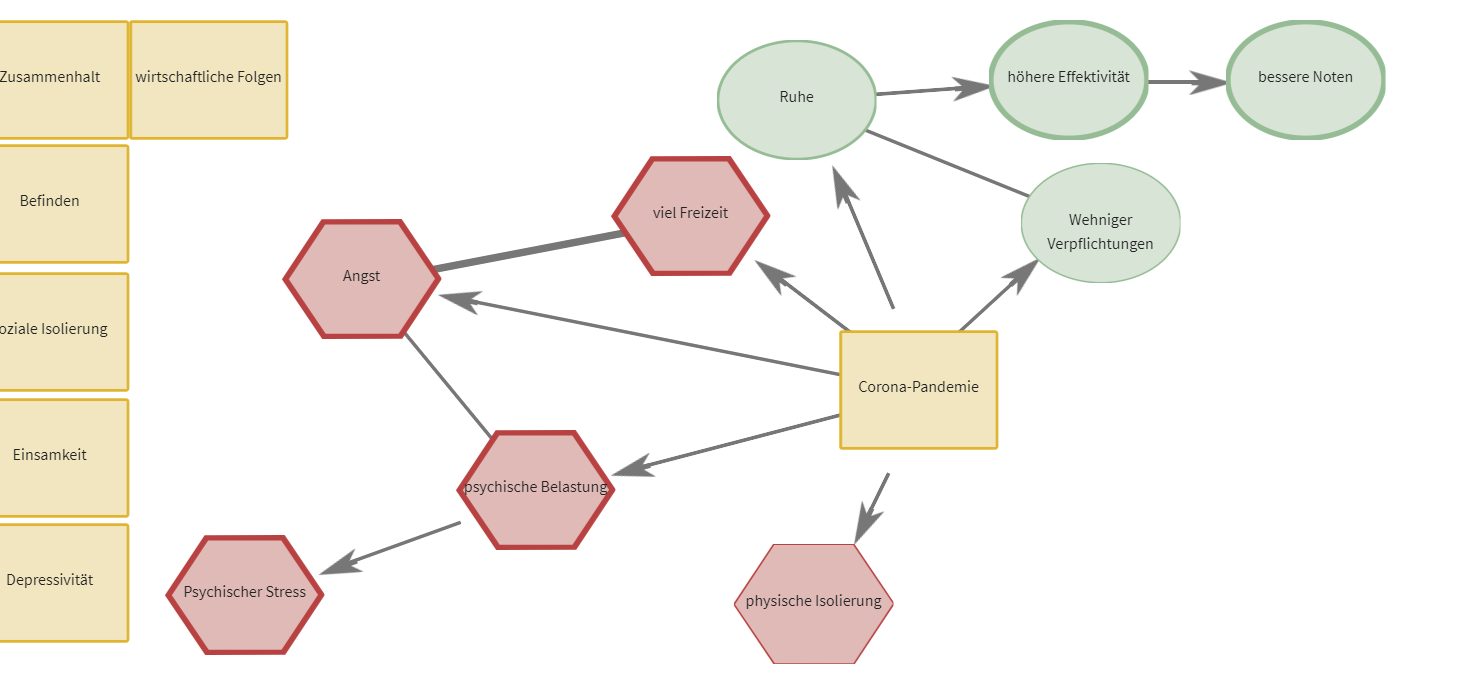 Zusammenhalt
wirtschaftliche Folgen
Ruhe
höhere Effektivität
bessere Noten
Befinden
viel Freizeit
Wehniger
Verpflichtungen
Angst
oziale Isolierung
Corona-Pandemie
Einsamkeit
psychische Belastung
Depressivität
Psychischer Stress
physische Isolierung